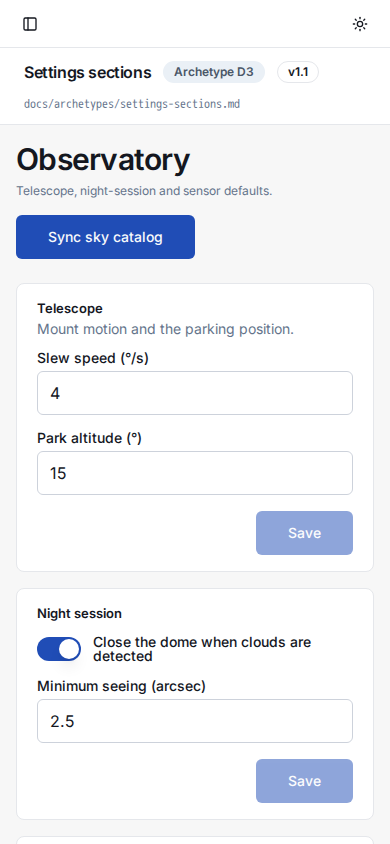 Settings sections
Archetype D3
v1.1
docs/archetypes/settings-sections.md
Observatory
Telescope, night-session and sensor defaults.
Sync sky catalog
Telescope
Mount motion and the parking position.
Slew speed (°/s)
4
Park altitude (°)
15
Save
Night session
Close the dome when clouds are
detected
Minimum seeing (arcsec)
2.5
Save